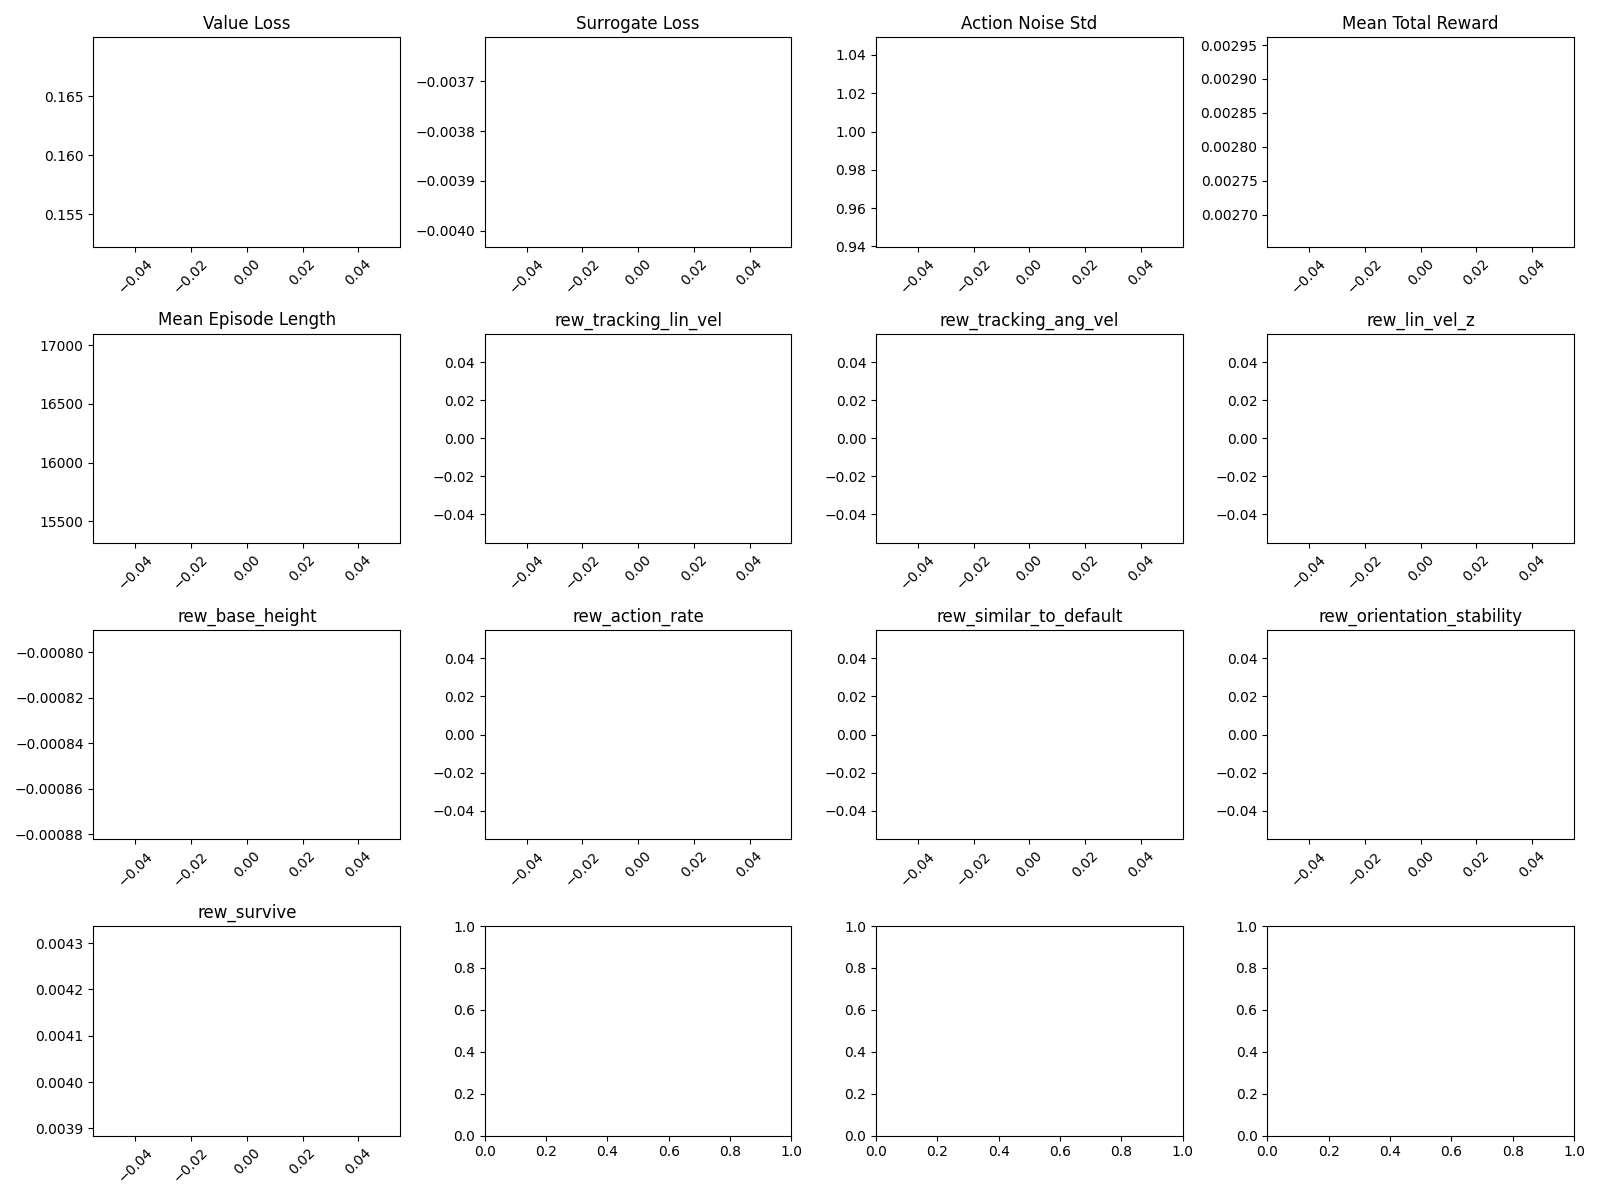 Value Loss
0.165
0.160
0.155
−0.04 −0.02 0.00 0.02 0.04
Surrogate Loss
−0.0037
−0.0038
−0.0039
−0.0040
−0.04 −0.02 0.00 0.02 0.04
Action Noise Std
1.04
1.02
1.00
0.98
0.96
0.94
−0.04 −0.02 0.00 0.02 0.04
Mean Total Reward
0.00295
0.00290
0.00285
0.00280
0.00275
0.00270
−0.04 −0.02 0.00 0.02 0.04
Mean Episode Length
17000
16500
16000
15500
−0.04 −0.02 0.00 0.02 0.04
rew_tracking_lin_vel
0.04
0.02
0.00
−0.02
−0.04
−0.04 −0.02 0.00 0.02 0.04
rew_tracking_ang_vel
0.04
0.02
0.00
−0.02
−0.04
−0.04 −0.02 0.00 0.02 0.04
rew_lin_vel_z
0.04
0.02
0.00
−0.02
−0.04
−0.04 −0.02 0.00 0.02 0.04
rew_base_height
−0.00080
−0.00082
−0.00084
−0.00086
−0.00088
−0.04 −0.02 0.00 0.02 0.04
rew_action_rate
0.04
0.02
0.00
−0.02
−0.04
−0.04 −0.02 0.00 0.02 0.04
rew_similar_to_default
0.04
0.02
0.00
−0.02
−0.04
−0.04 −0.02 0.00 0.02 0.04
rew_orientation_stability
0.04
0.02
0.00
−0.02
−0.04
−0.04 −0.02 0.00 0.02 0.04
rew_survive
0.0043
0.0042
0.0041
0.0040
0.0039
−0.04 −0.02 0.00 0.02 0.04
1.0
0.8
0.6
0.4
0.2
0.0
0.0 0.2 0.4 0.6 0.8 1.0
1.0
0.8
0.6
0.4
0.2
0.0
0.0 0.2 0.4 0.6 0.8 1.0
1.0
0.8
0.6
0.4
0.2
0.0
0.0 0.2 0.4 0.6 0.8 1.0